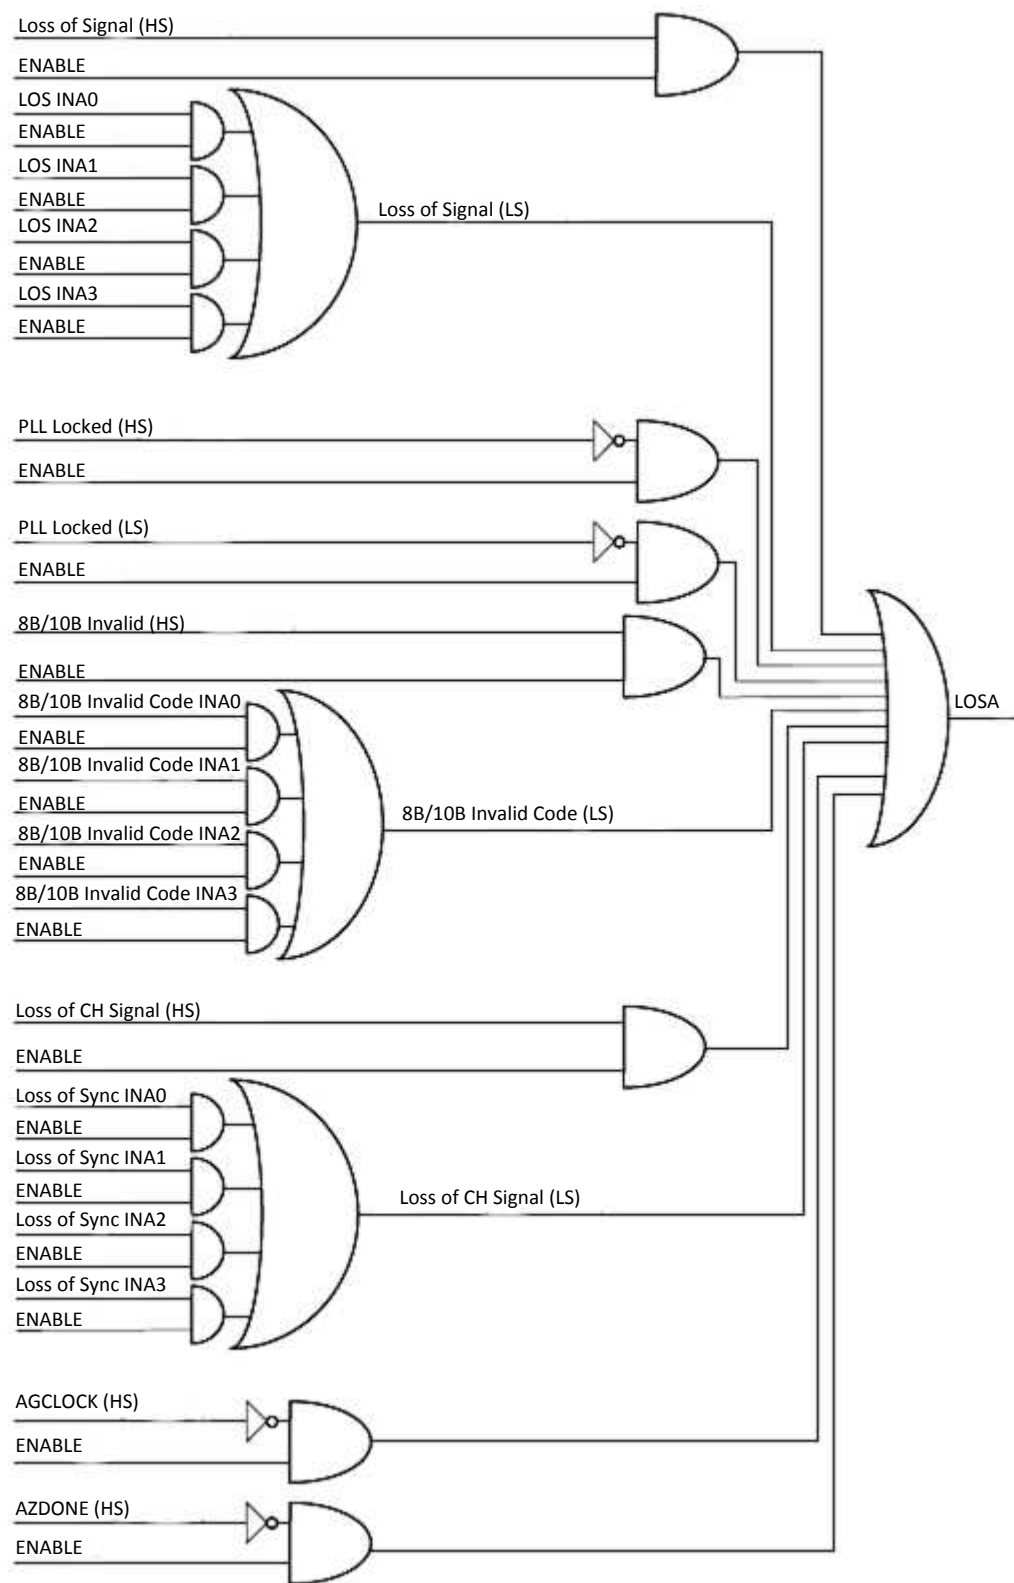 Loss of Signal (HS)
ENABLE
LOS INA0
ENABLE
LOS INA1
ENABLE
LOS INA2
ENABLE
LOS INA3
ENABLE
Loss of Signal (LS)
PLL Locked (HS)
ENABLE
PLL Locked (LS)
ENABLE
8B/10B Invalid (HS)
ENABLE
8B/10B Invalid Code INA0
ENABLE
8B/10B Invalid Code INA1
ENABLE
8B/10B Invalid Code INA2
ENABLE
8B/10B Invalid Code INA3
ENABLE
8B/10B Invalid Code (LS)
LOSA
Loss of CH Signal (HS)
ENABLE
Loss of Sync INA0
ENABLE
Loss of Sync INA1
ENABLE
Loss of Sync INA2
ENABLE
Loss of Sync INA3
ENABLE
Loss of CH Signal (LS)
AGCLOCK (HS)
ENABLE
AZDONE (HS)
ENABLE